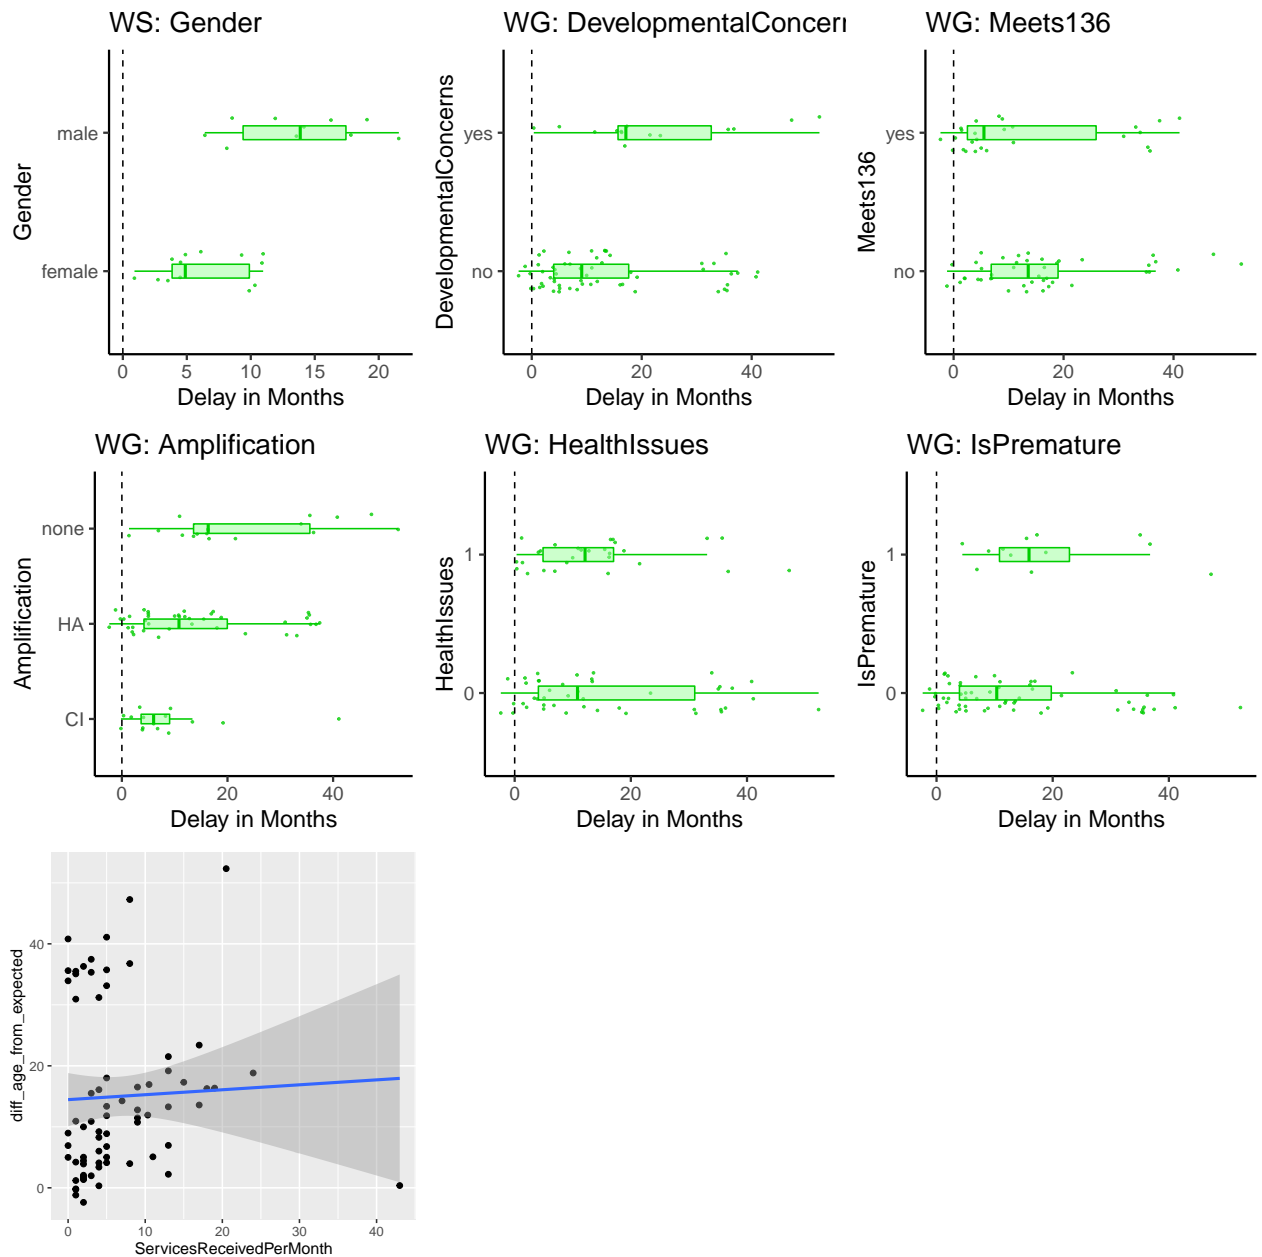 WS: Gender
WG: DevelopmentalConcern
WG: Meets136
Gender
male
female
0 5 10 15 20
Delay in Months
DevelopmentalConcerns
yes
no
0 20 40
Delay in Months
Meets136
yes
no
0 20 40
Delay in Months
WG: Amplification
WG: HealthIssues
WG: IsPremature
Amplification
none
HA
CI
0 20 40
Delay in Months
HealthIssues
1
0
0 20 40
Delay in Months
IsPremature
1
0
0 20 40
Delay in Months
diff_age_from_expected
40
20
0
0 10 20 30 40
ServicesReceivedPerMonth